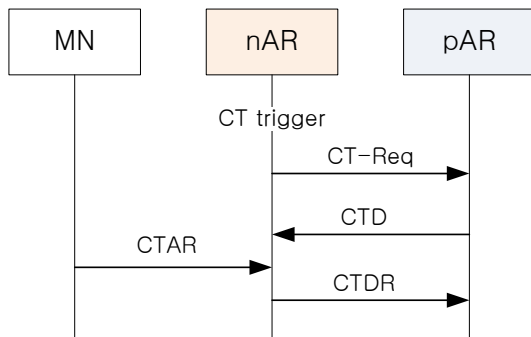 MN
nAR
pAR
CT trigger
CT-Req
CTD
CTAR
CTDR